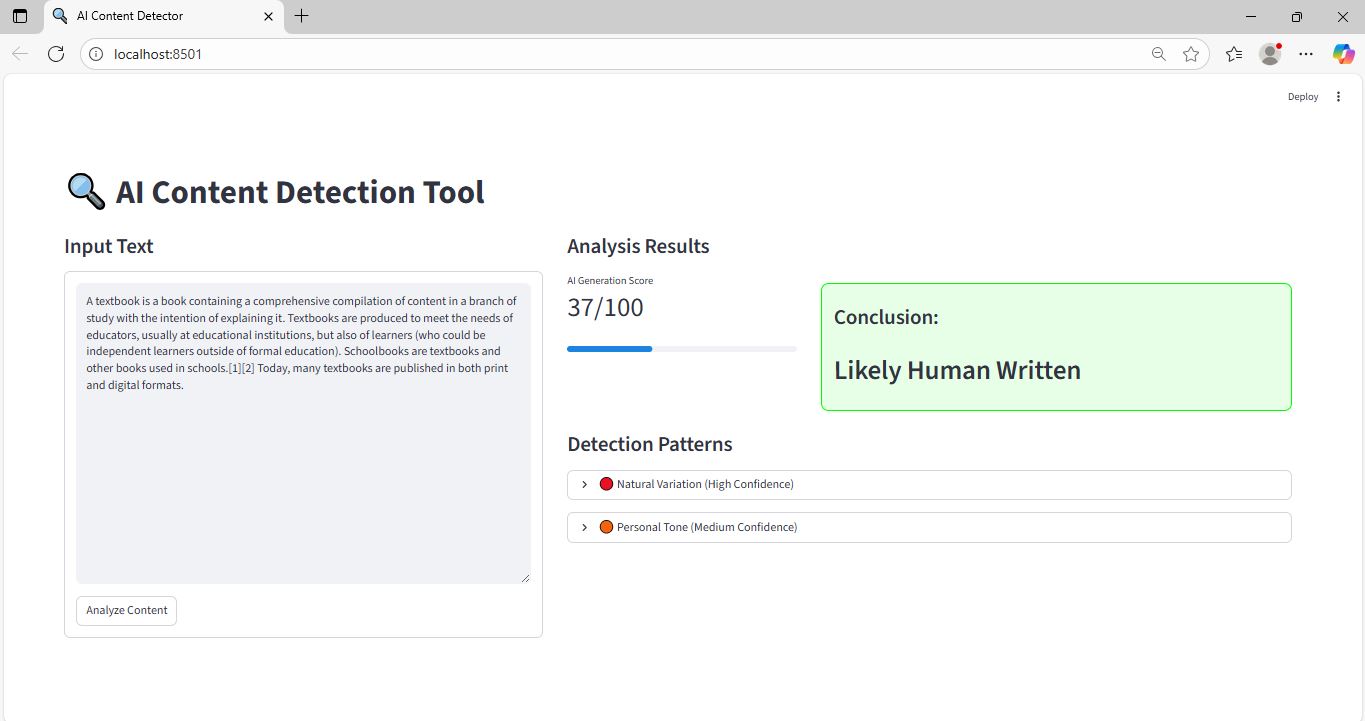 AI Content Detector
localhost:8501
Deploy
AI Content Detection Tool
Input Text
A textbook is a book containing a comprehensive compilation of content in a branch of
study with the intention of explaining it. Textbooks are produced to meet the needs of
educators, usually at educational institutions, but also of learners (who could be
independent learners outside of formal education). Schoolbooks are textbooks and
other books used in schools.[1][2] Today, many textbooks are published in both print
and digital formats.
Analyze Content
Analysis Results
AI Generation Score
37/100
Conclusion:
Likely Human Written
Detection Patterns
Natural Variation (High Confidence)
Personal Tone (Medium Confidence)